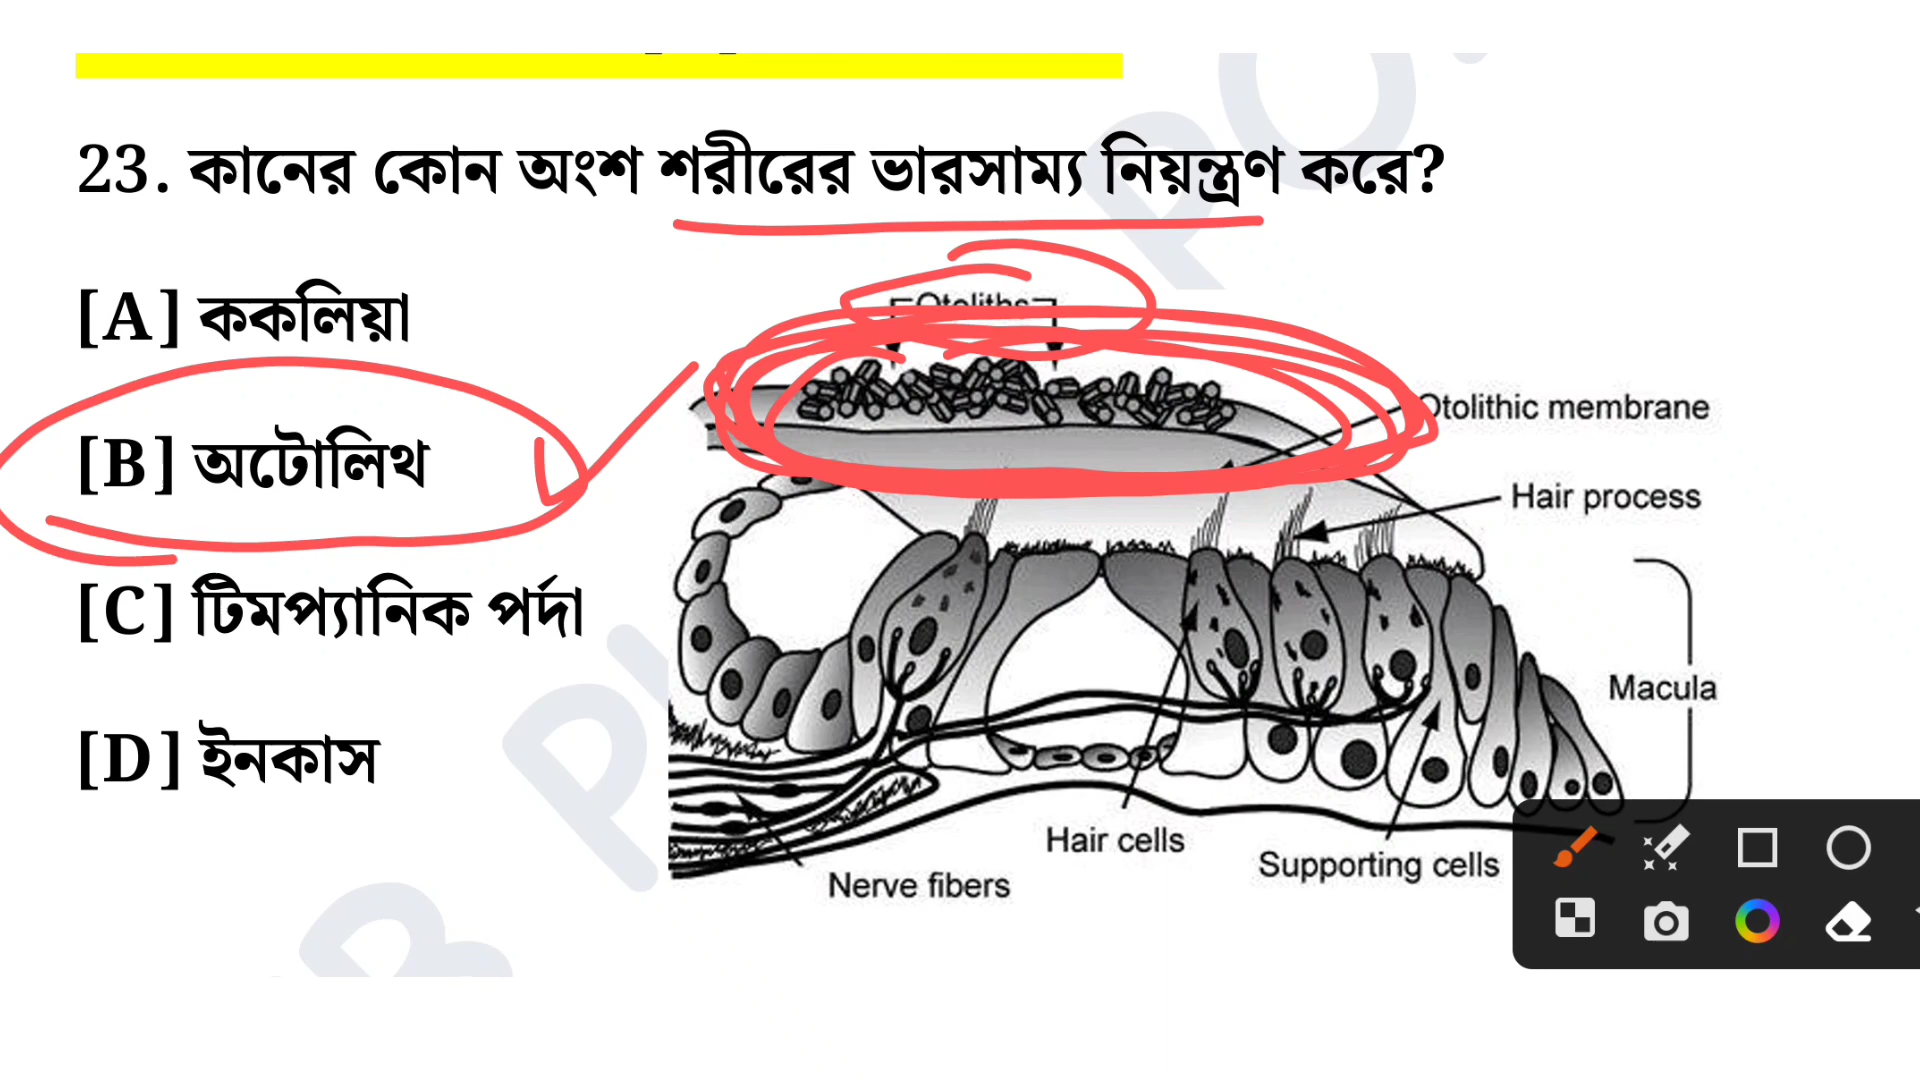 23. কানের কোন অংশ শরীরের ভারসাম্য নিয়ন্ত্রণ করে?
[A] ককলিয়া
Otoliths
Otolithic membrane
[B] অটোলিথ
Hair process
[C] টিমপ্যানিক পর্দা
Macula
[D] ইনকাস
Hair cells
Supporting cells
Nerve fibers